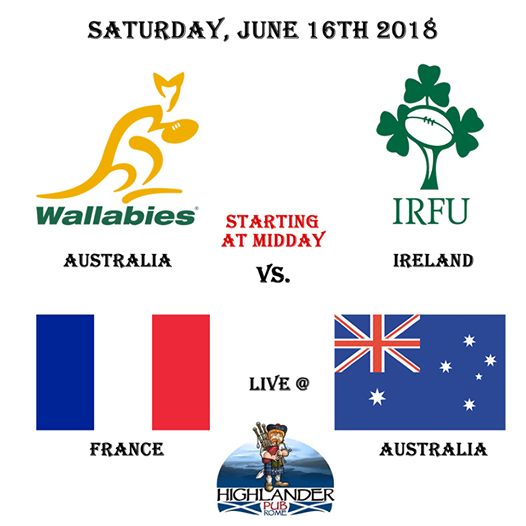 SATURDAY, JUNE 16TH 2018
Wallabies®
IRFU
STARTING
AT MIDDAY
AUSTRALIA
IRELAND
VS.
LIVE @
FRANCE
AUSTRALIA
HIGHLANDER
PUB
ROME